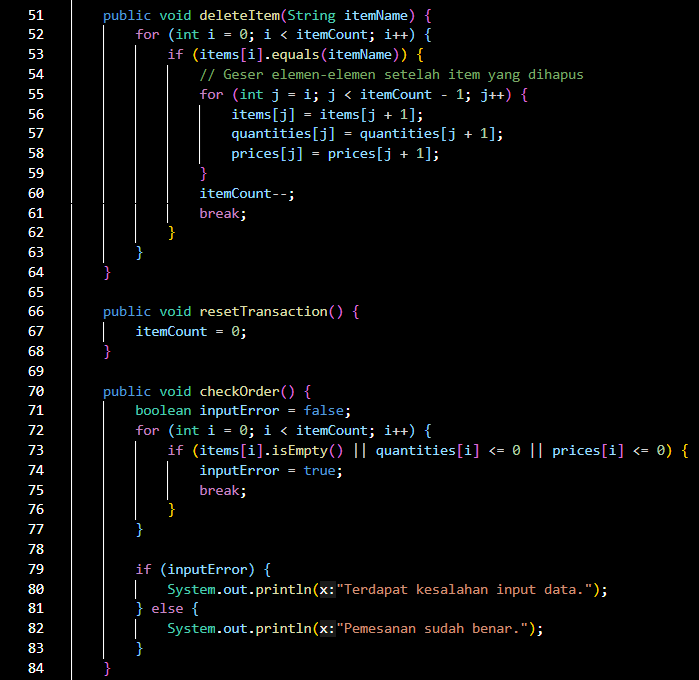 51 public void deleteItem(String itemName) {
52 for (int i = 0; i < itemCount; i++) {
53 if (items[i].equals(itemName)) {
54 // Geser elemen-elemen setelah item yang dihapus
55 for (int j = i; j < itemCount - 1; j++) {
56 items[j] = items[j + 1];
57 quantities[j] = quantities[j + 1];
58 prices[j] = prices[j + 1];
59 }
60 itemCount--;
61 break;
62 }
63 }
64 }
65
66 public void resetTransaction() {
67 itemCount = 0;
68 }
69
70 public void checkOrder() {
71 boolean inputError = false;
72 for (int i = 0; i < itemCount; i++) {
73 if (items[i].isEmpty() || quantities[i] <= 0 || prices[i] <= 0) {
74 inputError = true;
75 break;
76 }
77 }
78
79 if (inputError) {
80 System.out.println(x:"Terdapat kesalahan input data.");
81 } else {
82 System.out.println(x:"Pemesanan sudah benar.");
83 }
84 }